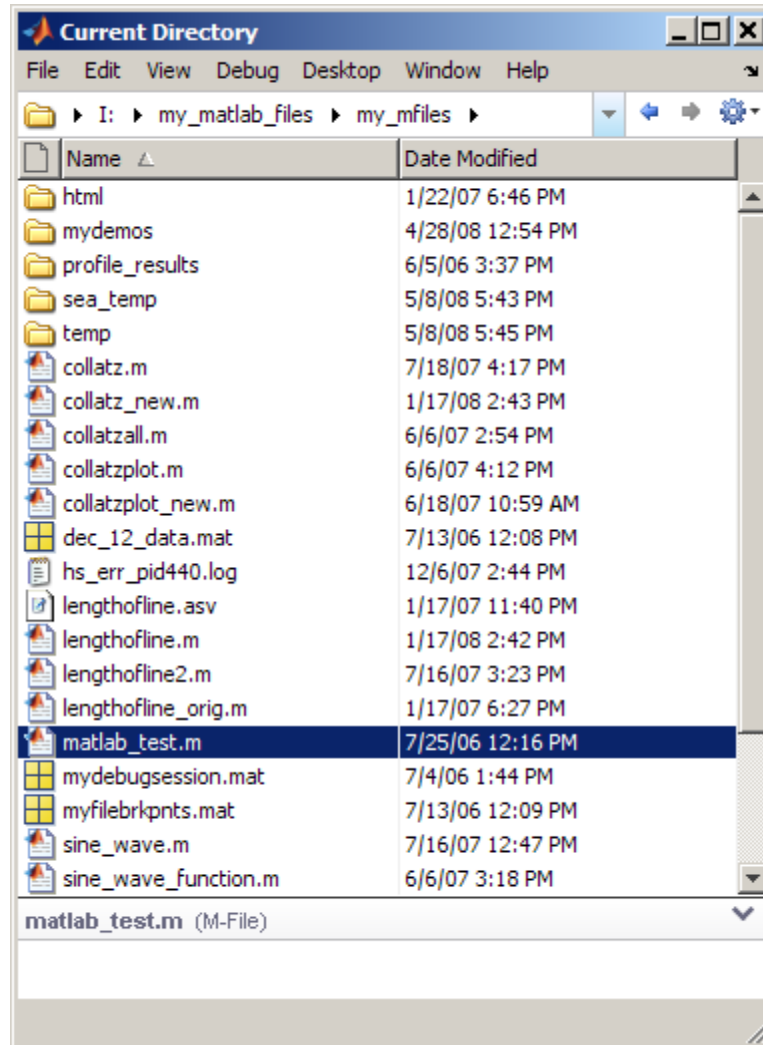 Current Directory
File Edit View Debug Desktop Window Help
I: my_matlab_files my_mfiles
Name Date Modified
html 1/22/07 6:46 PM
mydemos 4/28/08 12:54 PM
profile_results 6/5/06 3:37 PM
sea_temp 5/8/08 5:43 PM
temp 5/8/08 5:45 PM
collatz.m 7/18/07 4:17 PM
collatz_new.m 1/17/08 2:43 PM
collatzall.m 6/6/07 2:54 PM
collatzplot.m 6/6/07 4:12 PM
collatzplot_new.m 6/18/07 10:59 AM
dec_12_data.mat 7/13/06 12:08 PM
hs_err_pid440.log 12/6/07 2:44 PM
lengthofline.asv 1/17/07 11:40 PM
lengthofline.m 1/17/08 2:42 PM
lengthofline2.m 7/16/07 3:23 PM
lengthofline_orig.m 1/17/07 6:27 PM
matlab_test.m 7/25/06 12:16 PM
mydebugsession.mat 7/4/06 1:44 PM
myfilebrkpnts.mat 7/13/06 12:09 PM
sine_wave.m 7/16/07 12:47 PM
sine_wave_function.m 6/6/07 3:18 PM
matlab_test.m (M-File)